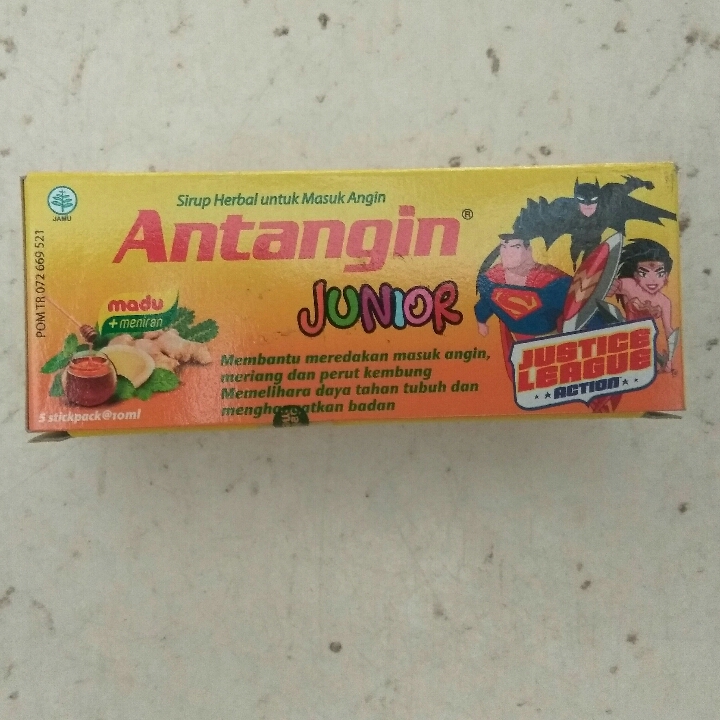 JAMU
POM TR 072 669 521
Sirup Herbal untuk Masuk Angin
Antangin®
JUNIOR
madu
+meniran
Membantu meredakan masuk angin,
meriang dan perut kembung
Memelihara daya tahan tubuh dan
badan
5 stickpack@10ml
JUSTICE
LEAGUE
ACTION